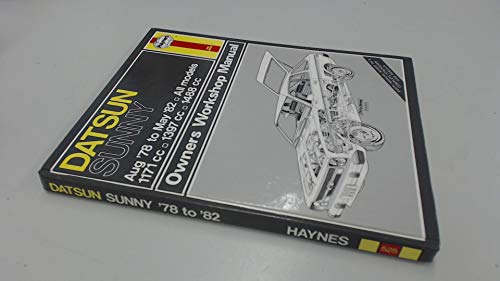 Haynes
DATSUN
SUNNY
Aug '78 to May '82 □ All models
1171 cc □ 1397 cc □ 1488 cc
Owners Workshop Manual
DATSUN SUNNY '78 to '82
HAYNES
525